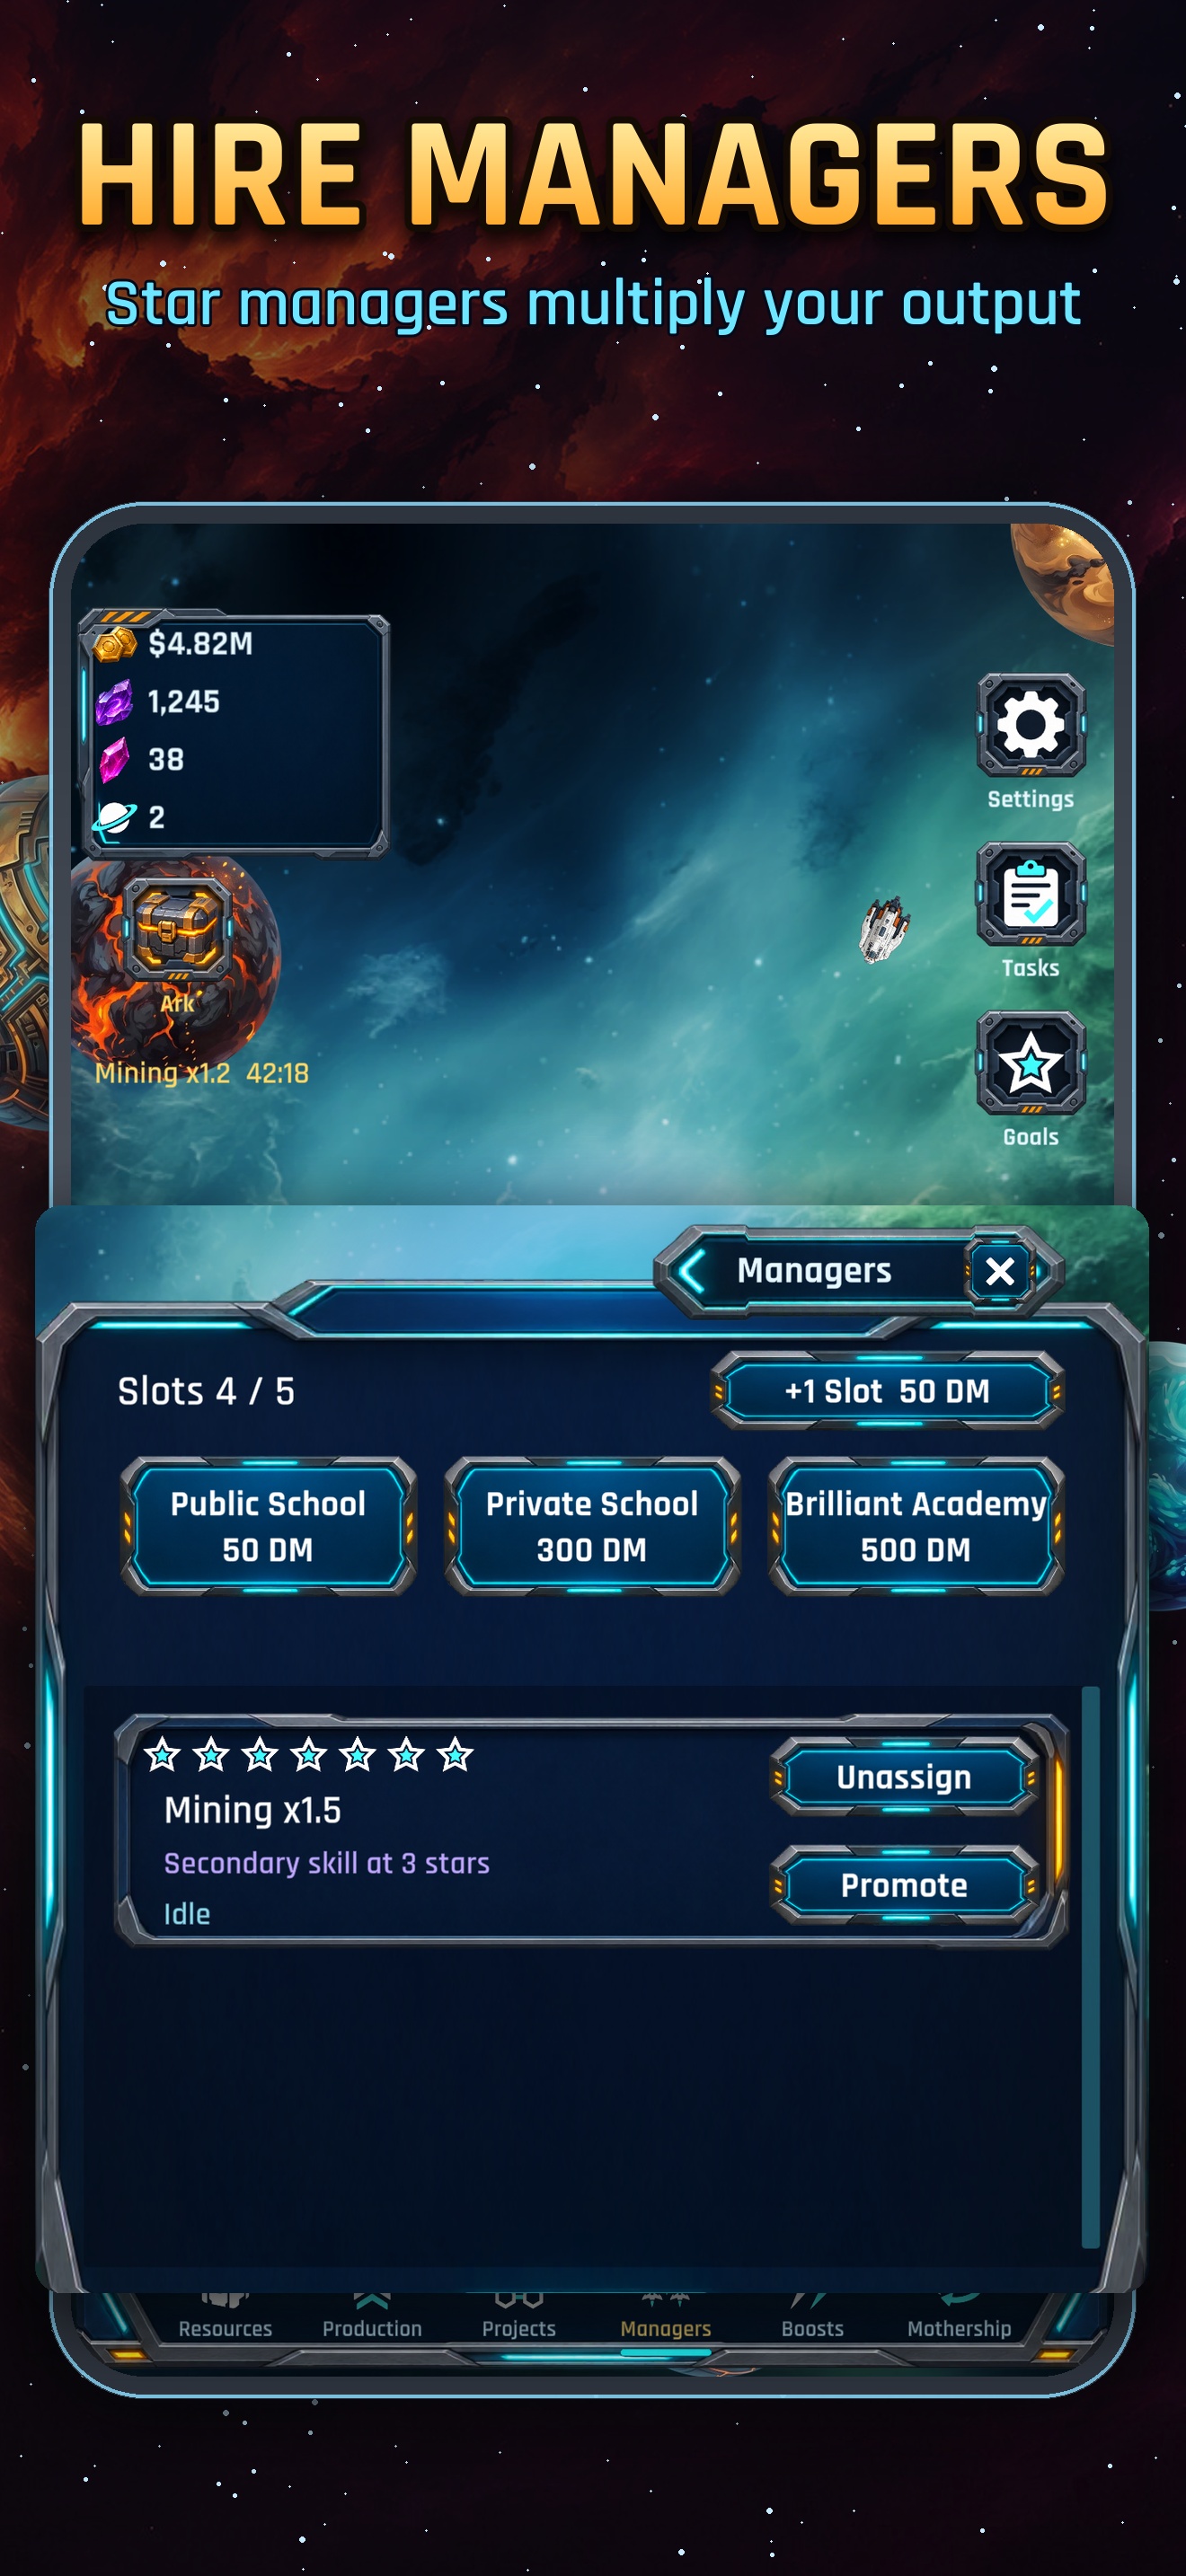 HIRE MANAGERS
Star managers multiply your output
$4.82M
1,245
38
2
Settings
Ark
Tasks
Mining x1.2 42:18
Goals
Managers
Slots 4 / 5
+1 Slot 50 DM
Public School
50 DM
Private School
300 DM
Brilliant Academy
500 DM
Mining x1.5
Secondary skill at 3 stars
Idle
Unassign
Promote
Resources
Production
Projects
Managers
Boosts
Mothership